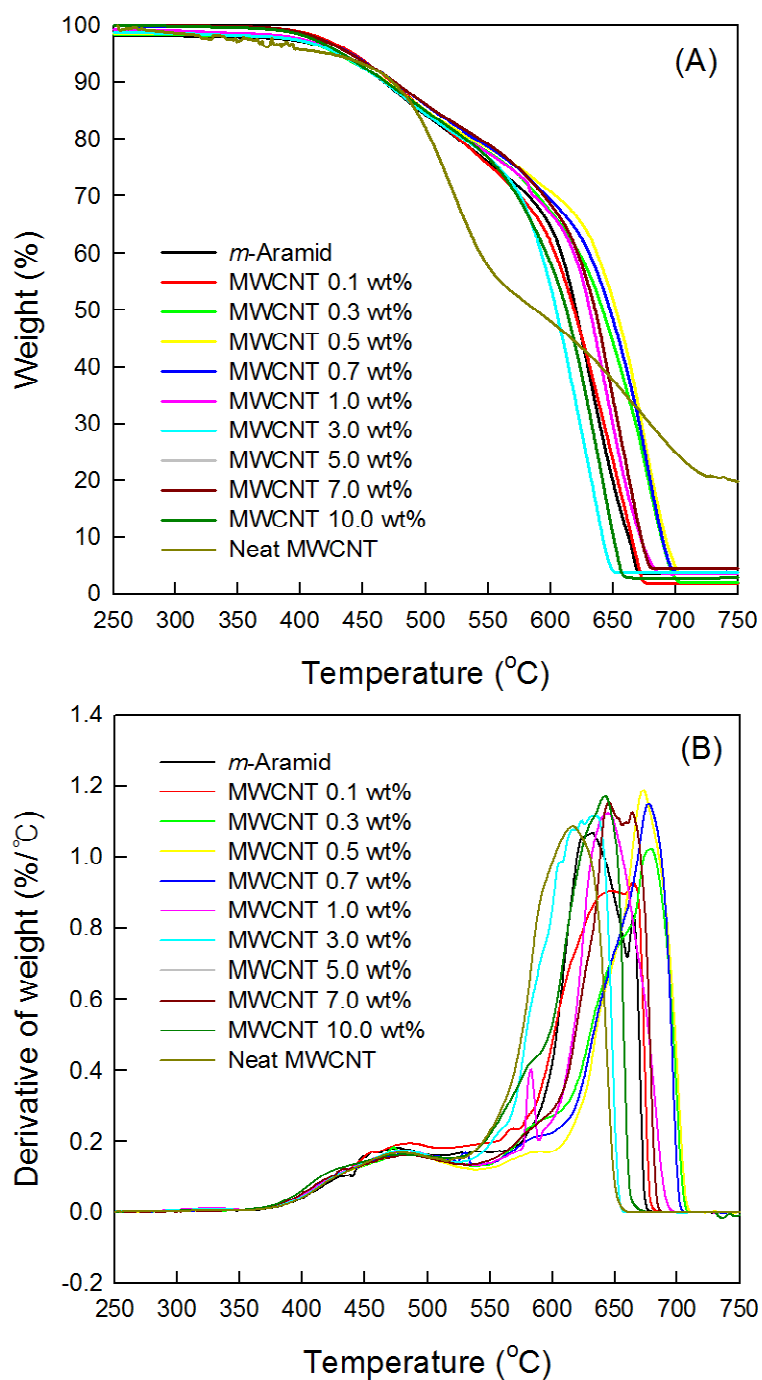 (A)
Weight (%)
100
90
80
70
60
50
40
30
20
10
0
m-Aramid
MWCNT 0.1 wt%
MWCNT 0.3 wt%
MWCNT 0.5 wt%
MWCNT 0.7 wt%
MWCNT 1.0 wt%
MWCNT 3.0 wt%
MWCNT 5.0 wt%
MWCNT 7.0 wt%
MWCNT 10.0 wt%
Neat MWCNT
250 300 350 400 450 500 550 600 650 700 750
Temperature (°C)
(B)
Derivative of weight (%/℃)
1.4
1.2
1.0
0.8
0.6
0.4
0.2
0.0
-0.2
m-Aramid
MWCNT 0.1 wt%
MWCNT 0.3 wt%
MWCNT 0.5 wt%
MWCNT 0.7 wt%
MWCNT 1.0 wt%
MWCNT 3.0 wt%
MWCNT 5.0 wt%
MWCNT 7.0 wt%
MWCNT 10.0 wt%
Neat MWCNT
250 300 350 400 450 500 550 600 650 700 750
Temperature (°C)